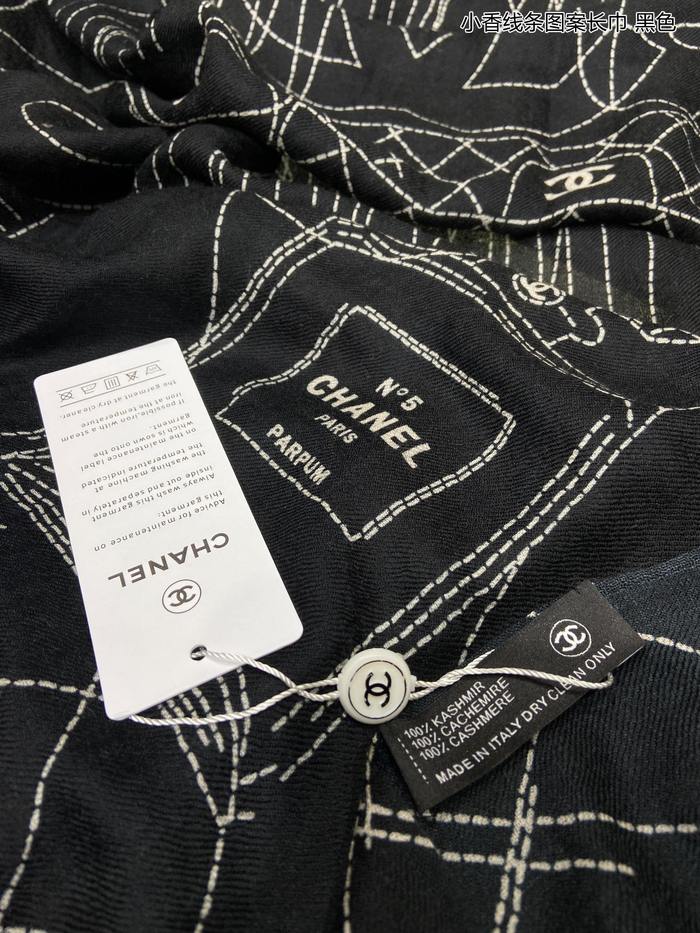 小香线条图案长巾 黑色
N°5
CHANEL
PARIS
PARFUM
CHANEL
Advice for maintenance on
this garment:
Always wash this garment
inside out and separately in
the washing machine at
the temperature indicated
on the maintenance label
which is sown onto the
garment.
If possible:iron with a steam
iron at the temperature
the garment at dry cleaner.
100% KASHMIR
100% CACHEMIRE
100% CASHMERE
MADE IN ITALY DRY CLEAN ONLY